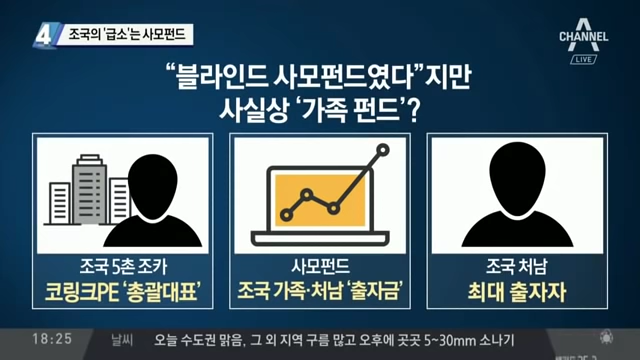 4 조국의 '급소'는 사모펀드
CHANNEL A
LIVE
“블라인드 사모펀드였다”지만
사실상 ‘가족 펀드’?
조국 5촌 조카
코링크PE ‘총괄대표’
사모펀드
조국 가족·처남 ‘출자금’
조국 처남
최대 출자자
18:25 날씨 오늘 수도권 맑음, 그 외 지역 구름 많고 오후에 곳곳 5~30mm 소나기